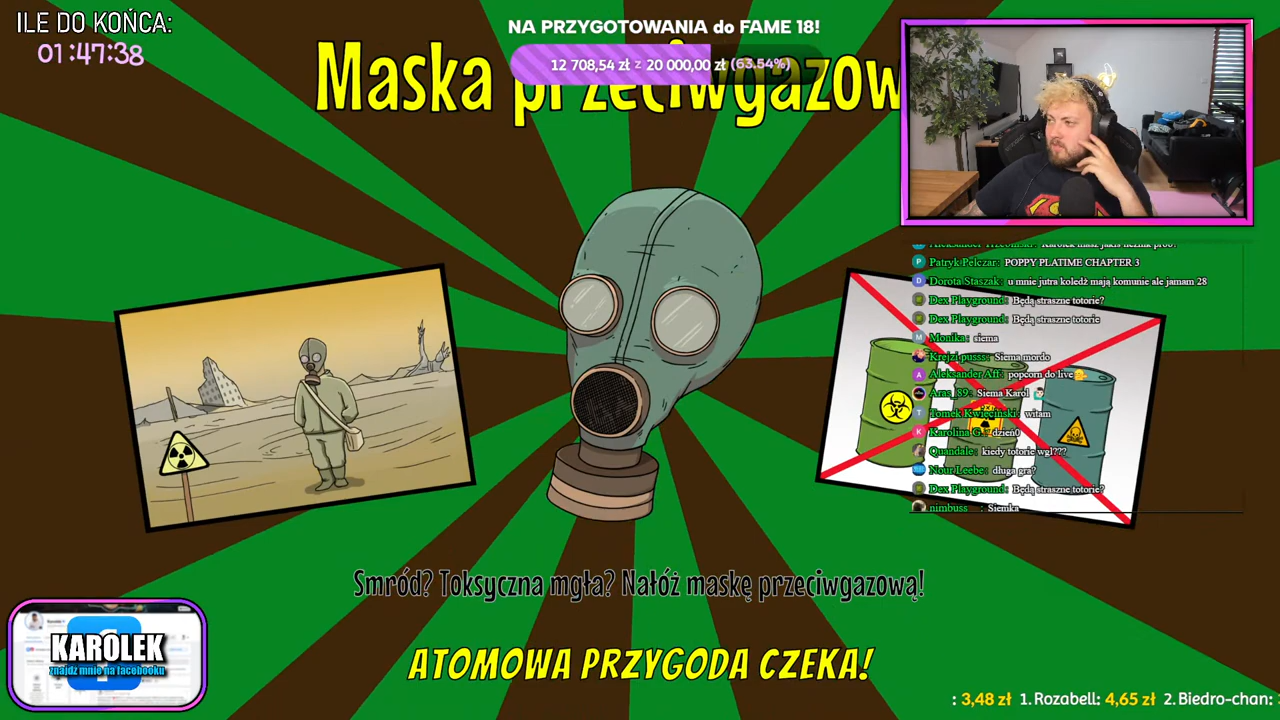 ILE DO KOŃCA:
01:47:38
NA PRZYGOTOWANIA do FAME 18!
12 708,54 zł z 20 000,00 zł (63.54%)
Maska przeciwgazow
Patryk Pelczar: POPPY PLATIME CHAPTER 3
Dorota Staszak: u mnie jutra koledż mają komunie ale jamam 28
Dex Playground: Będą straszne totorie?
Dex Playground: Będą straszne totorie
Monika: siema
Krejzi pusss: Siema mordo
Aleksander Aff: popcorn do live
Aras_89: Siema Karol
Tomek Kwieciński: witam
Karolina G.: dzień0
Quandale: kiedy totorie wgl???
Nour Leebe: długa gra?
Dex Playground: Będą straszne totorie?
nimbuss : Siemka
Smród? Toksyczna mgła? Nałóż maskę przeciwgazową!
KAROLEK
znajdz mnie na facebooku
ATOMOWA PRZYGODA CZEKA!
: 3,48 zł 1. Rozabell: 4,65 zł 2. Biedro-chan: